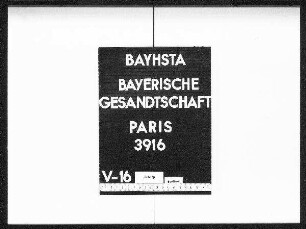 BAYHSTA
BAYERISCHE
GESANDTSCHAFT
PARIS
3916
V-16